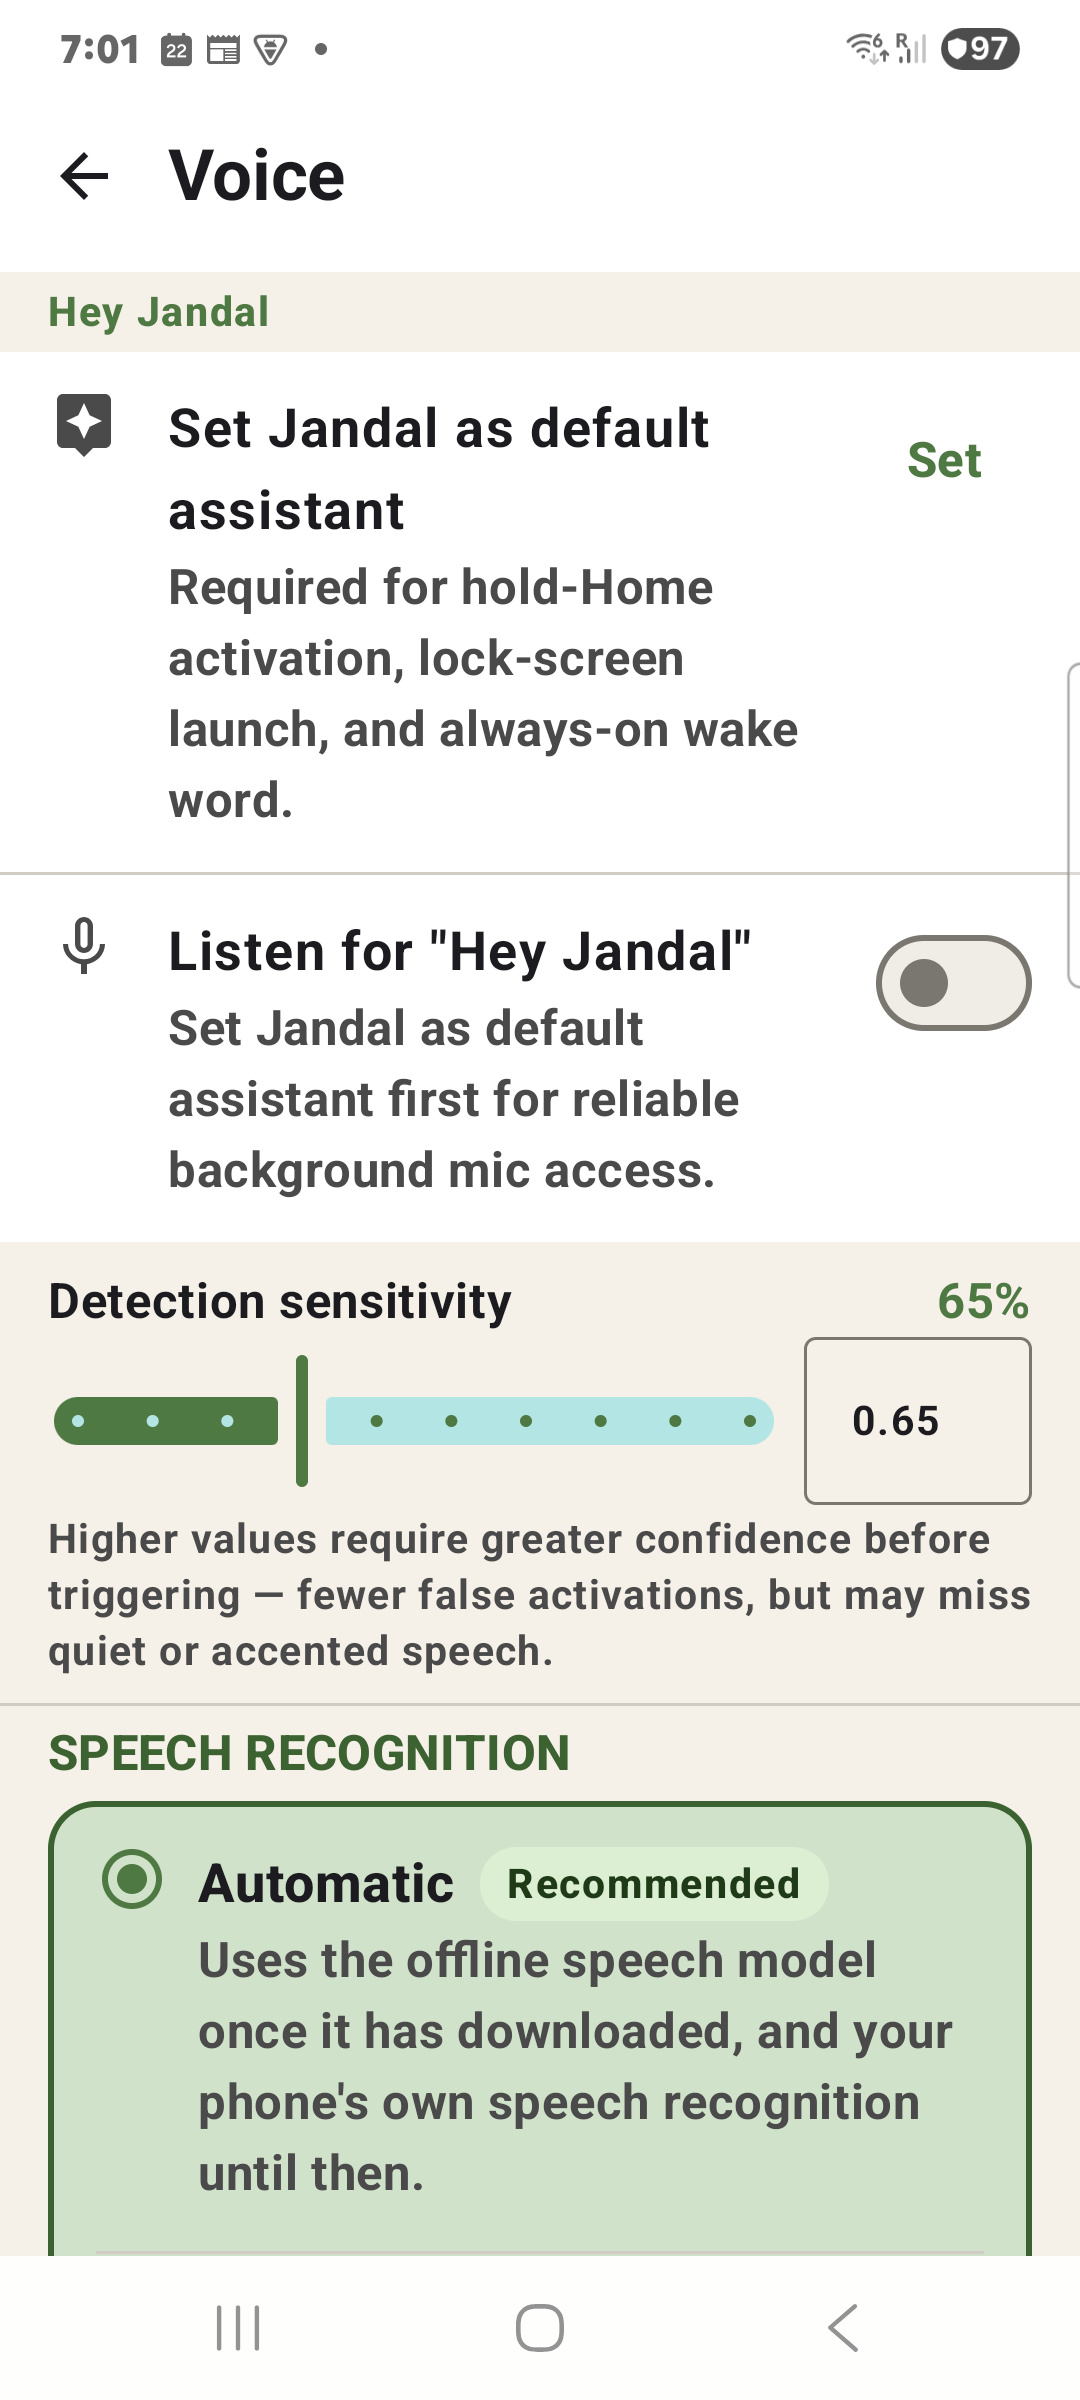 7:01 22 6 R 97
Voice
Hey Jandal
Set Jandal as default
assistant
Set
Required for hold-Home
activation, lock-screen
launch, and always-on wake
word.
Listen for "Hey Jandal"
Set Jandal as default
assistant first for reliable
background mic access.
Detection sensitivity 65%
0.65
Higher values require greater confidence before
triggering — fewer false activations, but may miss
quiet or accented speech.
SPEECH RECOGNITION
Automatic Recommended
Uses the offline speech model
once it has downloaded, and your
phone's own speech recognition
until then.